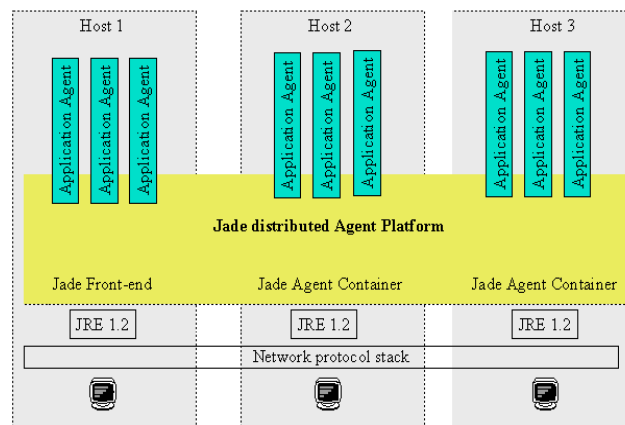 Host 1
Host 2
Host 3
Application Agent
Application Agent
Application Agent
Application Agent
Application Agent
Application Agent
Application Agent
Application Agent
Application Agent
Jade distributed Agent Platform
Jade Front-end
Jade Agent Container
Jade Agent Container
JRE 1.2
JRE 1.2
JRE 1.2
Network protocol stack